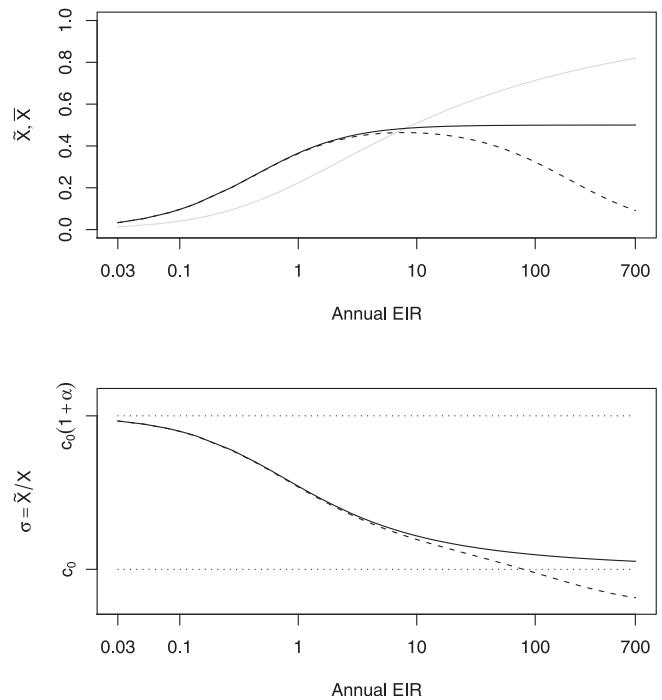 1.0
0.8
0.6
0.4
0.2
0.0
X̃, X̅
0.03 0.1 1 10 100 700
Annual EIR
c₀(1+α)
c₀
σ = X̃/X
0.03 0.1 1 10 100 700
Annual EIR